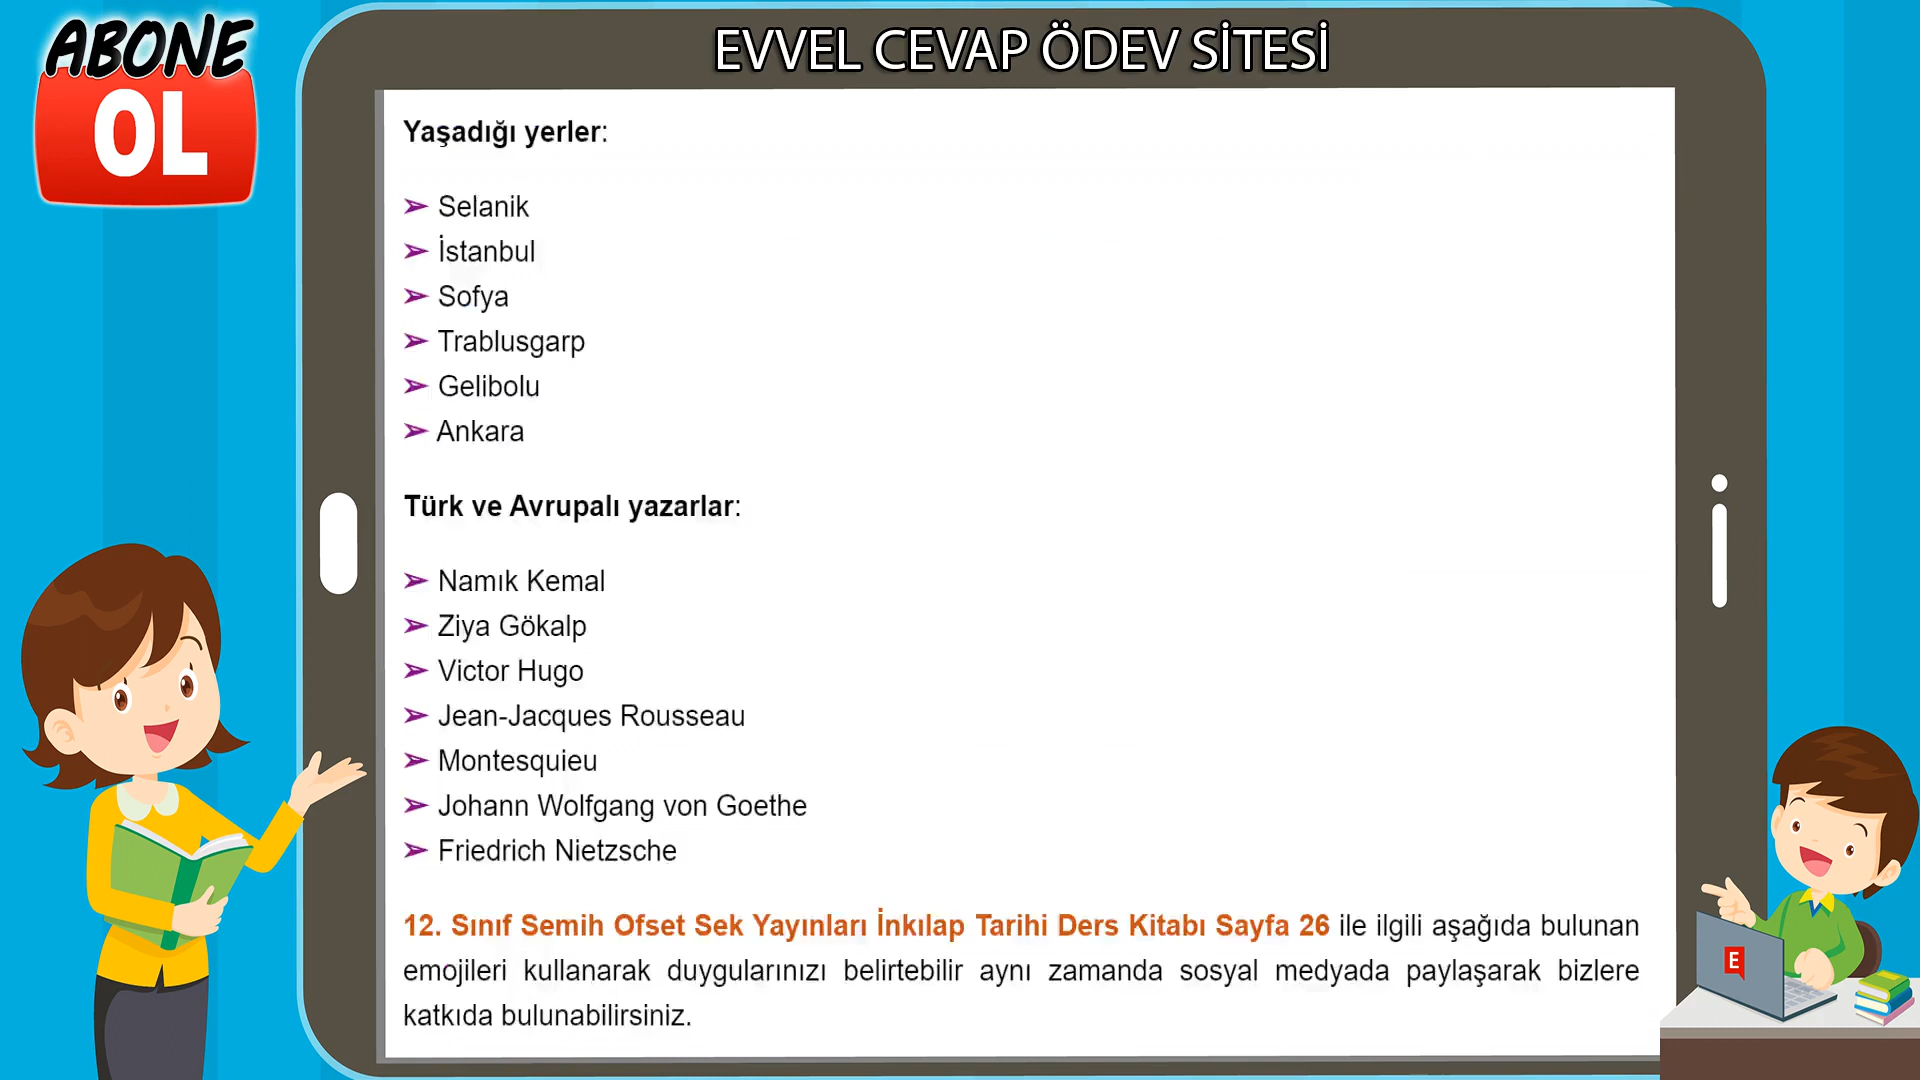 ABONE
OL
EVVEL CEVAP ÖDEV SİTESİ
Yaşadığı yerler:
➢ Selanik
➢ İstanbul
➢ Sofya
➢ Trablusgarp
➢ Gelibolu
➢ Ankara
Türk ve Avrupalı yazarlar:
➢ Namık Kemal
➢ Ziya Gökalp
➢ Victor Hugo
➢ Jean-Jacques Rousseau
➢ Montesquieu
➢ Johann Wolfgang von Goethe
➢ Friedrich Nietzsche
12. Sınıf Semih Ofset Sek Yayınları İnkılap Tarihi Ders Kitabı Sayfa 26 ile ilgili aşağıda bulunan
emojileri kullanarak duygularınızı belirtebilir aynı zamanda sosyal medyada paylaşarak bizlere
katkıda bulunabilirsiniz.
E